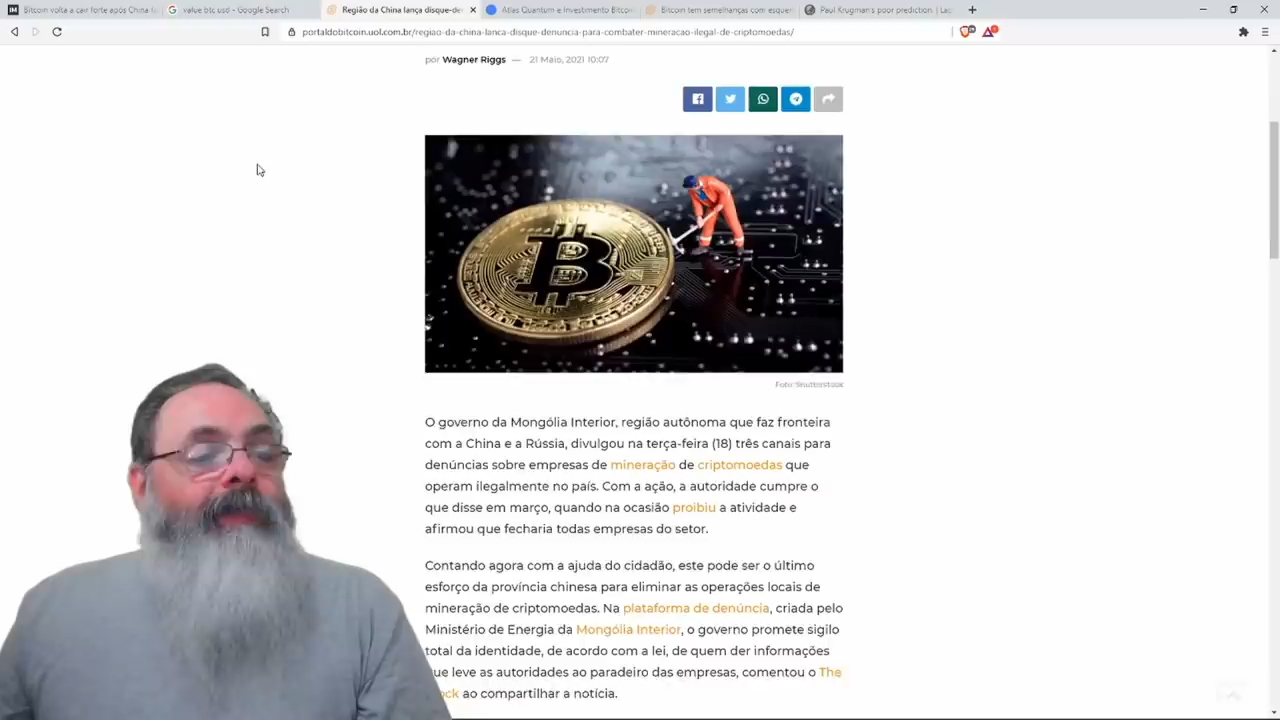 Bitcoin volta a cair forte após China
value btc usd - Google Search
Região da China lança disque-de
Atlas Quantum e Investimento Bitco
Bitcoin tem semelhanças com esquem
Paul Krugman's poor prediction. | Las
portaldobitcoin.uol.com.br/regiao-da-china-lanca-disque-denuncia-para-combater-mineracao-ilegal-de-criptomoedas/
por Wagner Riggs — 21 Maio, 2021 10:07
Foto: Shutterstock
O governo da Mongólia Interior, região autônoma que faz fronteira
com a China e a Rússia, divulgou na terça-feira (18) três canais para
denúncias sobre empresas de mineração de criptomoedas que
operam ilegalmente no país. Com a ação, a autoridade cumpre o
que disse em março, quando na ocasião proibiu a atividade e
afirmou que fecharia todas empresas do setor.
Contando agora com a ajuda do cidadão, este pode ser o último
esforço da província chinesa para eliminar as operações locais de
mineração de criptomoedas. Na plataforma de denúncia, criada pelo
Ministério de Energia da Mongólia Interior, o governo promete sigilo
total da identidade, de acordo com a lei, de quem der informações
que leve as autoridades ao paradeiro das empresas, comentou o The
ock ao compartilhar a notícia.